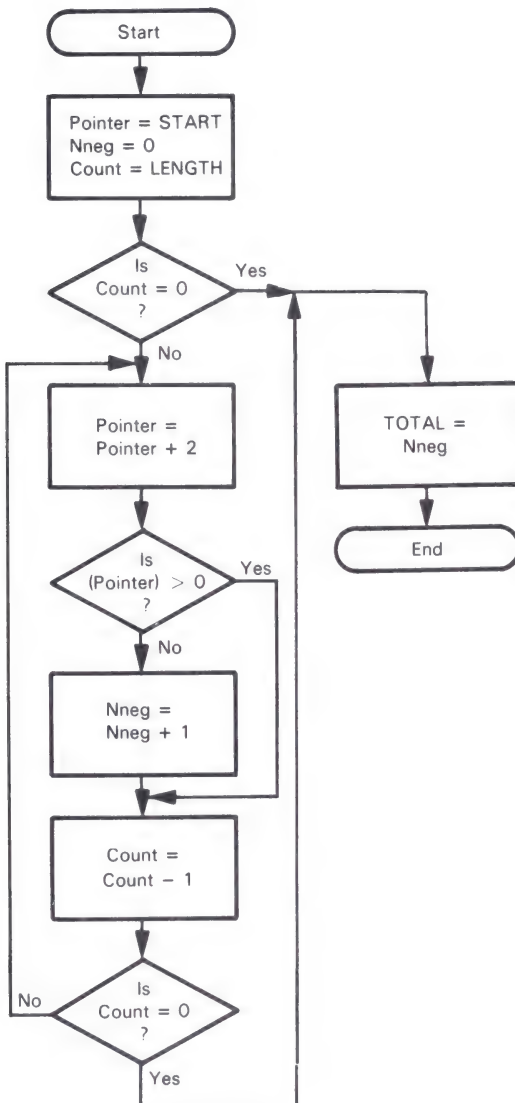 Start
Pointer = START
Nneg = 0
Count = LENGTH
Is
Count = 0
?
Yes
No
Pointer =
Pointer + 2
TOTAL =
Nneg
End
Is
(Pointer) > 0
?
Yes
No
Nneg =
Nneg + 1
Count =
Count − 1
Is
Count = 0
?
No
Yes